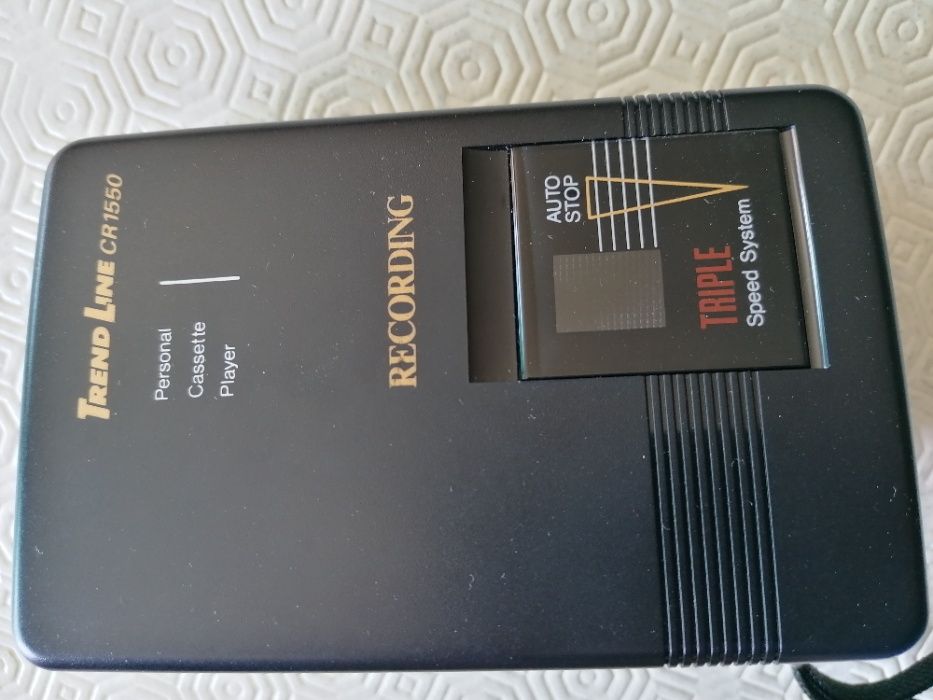 TREND LINE CR1550
Personal
Cassette
Player
RECORDING
AUTO
STOP
TRIPLE
Speed System